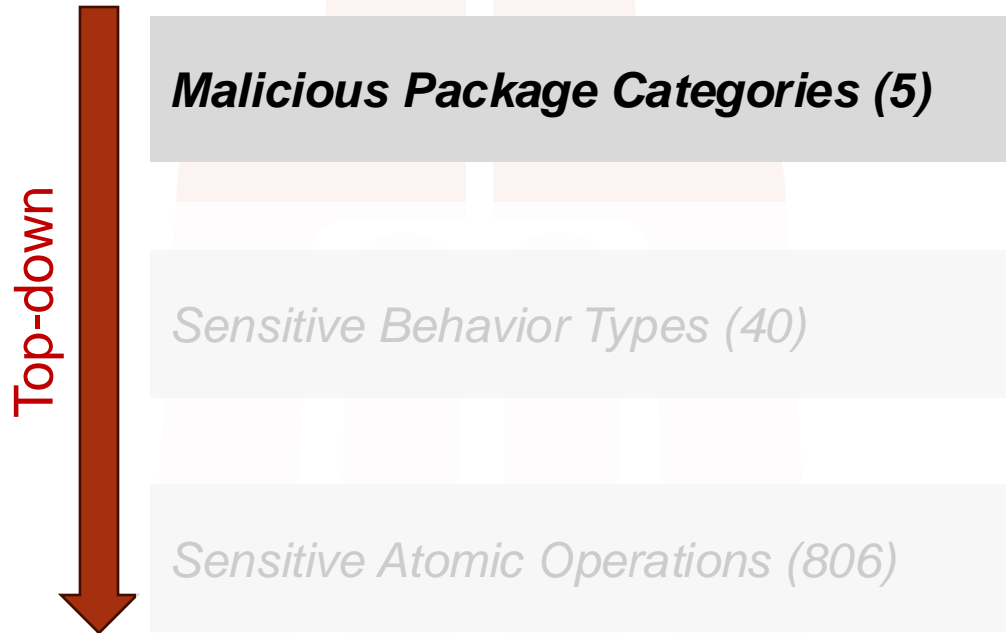 Top-down
Malicious Package Categories (5)
Sensitive Behavior Types (40)
Sensitive Atomic Operations (806)